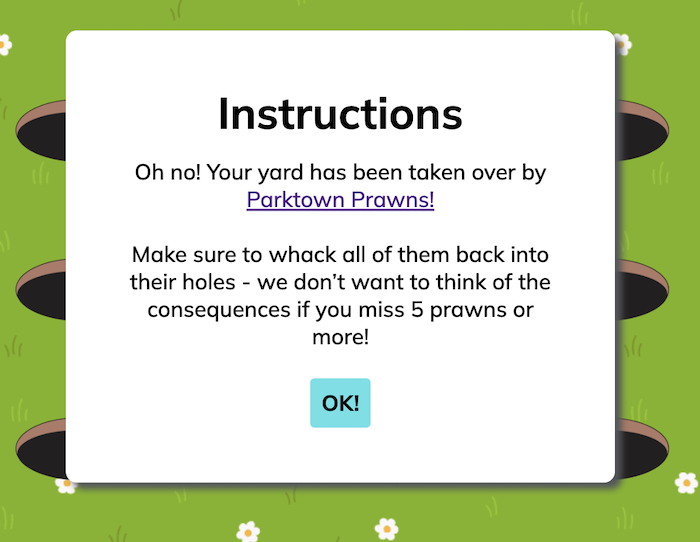 Instructions
Oh no! Your yard has been taken over by
Parktown Prawns!
Make sure to whack all of them back into
their holes - we don’t want to think of the
consequences if you miss 5 prawns or
more!
OK!